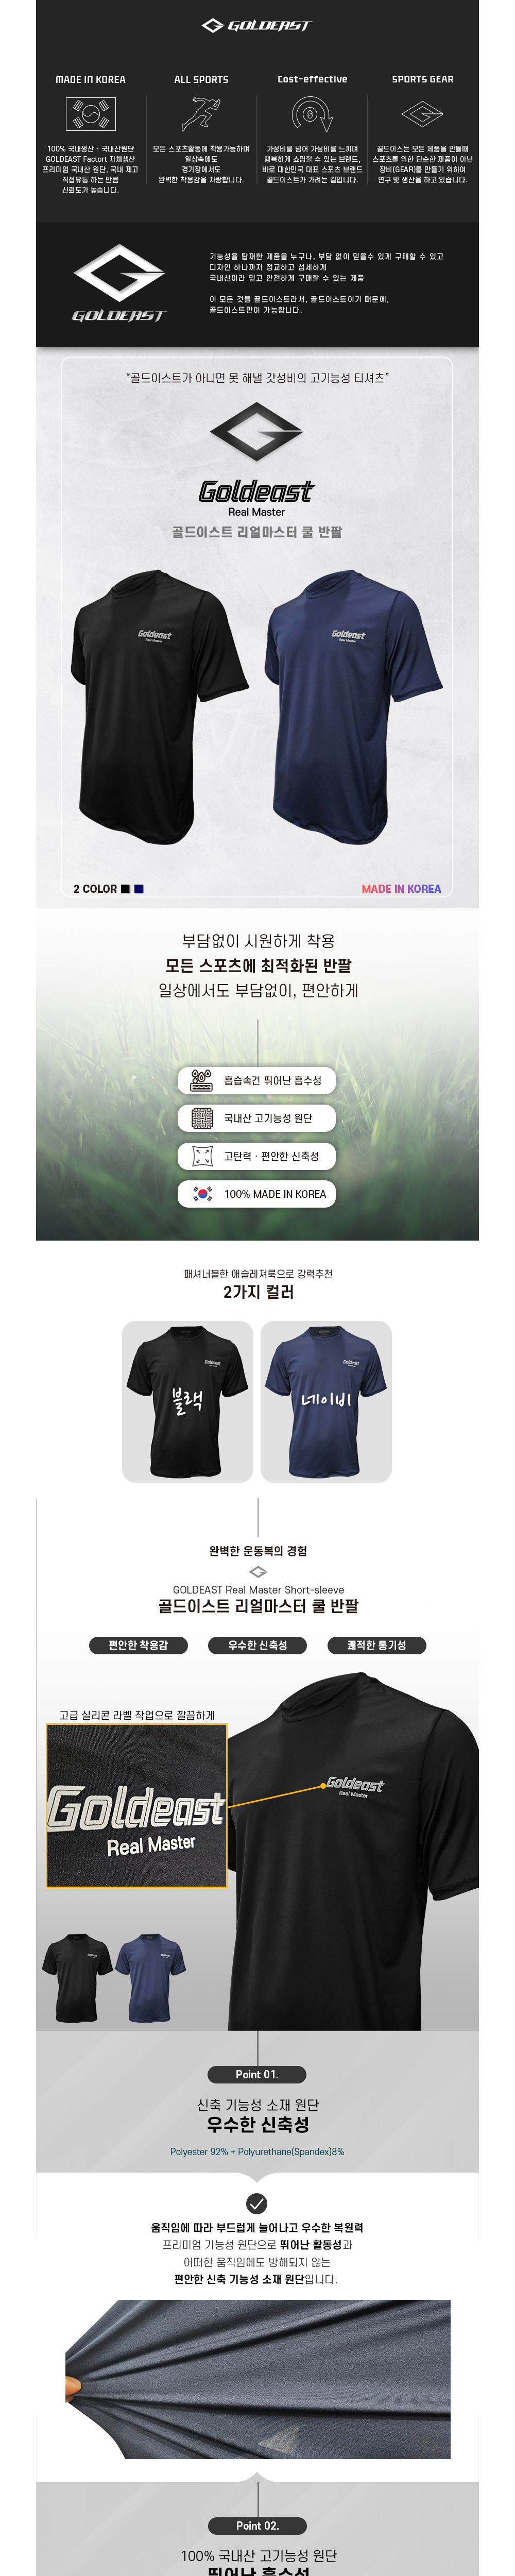 GOLDEAST
MADE IN KOREA
100% 국내생산 · 국내산원단
GOLDEAST Factort 자체생산
프리미엄 국내산 원단, 국내 제고
직접유통 하는 만큼
신뢰도가 높습니다.
ALL SPORTS
모든 스포츠활동에 착용가능하며
일상속에도
경기장에서도
완벽한 착용감을 자랑합니다.
Cost-effective
가성비를 넘어 가심비를 느끼며
행복하게 쇼핑할 수 있는 브랜드,
바로 대한민국 대표 스포츠 브랜드
골드이스트가 가려는 길입니다.
SPORTS GEAR
골드이스는 모든 제품을 만들때
스포츠를 위한 단순한 제품이 아닌
장비(GEAR)를 만들기 위하여
연구 및 생산을 하고 있습니다.
GOLDEAST
기능성을 탑재한 제품을 누구나, 부담 없이 믿을수 있게 구매할 수 있고
디자인 하나까지 정교하고 섬세하게
국내산이라 믿고 안전하게 구매할 수 있는 제품
이 모든 것을 골드이스트라서, 골드이스트이기 때문에,
골드이스트만이 가능합니다.
“골드이스트가 아니면 못 해낼 갓성비의 고기능성 티셔츠”
Goldeast
Real Master
골드이스트 리얼마스터 쿨 반팔
Goldeast
Real Master
Goldeast
Real Master
2 COLOR
MADE IN KOREA
부담없이 시원하게 착용
모든 스포츠에 최적화된 반팔
일상에서도 부담없이, 편안하게
흡습속건 뛰어난 흡수성
국내산 고기능성 원단
고탄력 · 편안한 신축성
100% MADE IN KOREA
패셔너블한 애슬레져룩으로 강력추천
2가지 컬러
Goldeast
블랙
Goldeast
네이비
완벽한 운동복의 경험
GOLDEAST Real Master Short-sleeve
골드이스트 리얼마스터 쿨 반팔
편안한 착용감
우수한 신축성
쾌적한 통기성
고급 실리콘 라벨 작업으로 깔끔하게
Goldeast
Real Master
Goldeast
Real Master
Goldeast
Goldeast
Point 01.
신축 기능성 소재 원단
우수한 신축성
Polyester 92% + Polyurethane(Spandex)8%
움직임에 따라 부드럽게 늘어나고 우수한 복원력
프리미엄 기능성 원단으로 뛰어난 활동성과
어떠한 움직임에도 방해되지 않는
편안한 신축 기능성 소재 원단입니다.
Point 02.
100% 국내산 고기능성 원단
뛰어난 흡수성